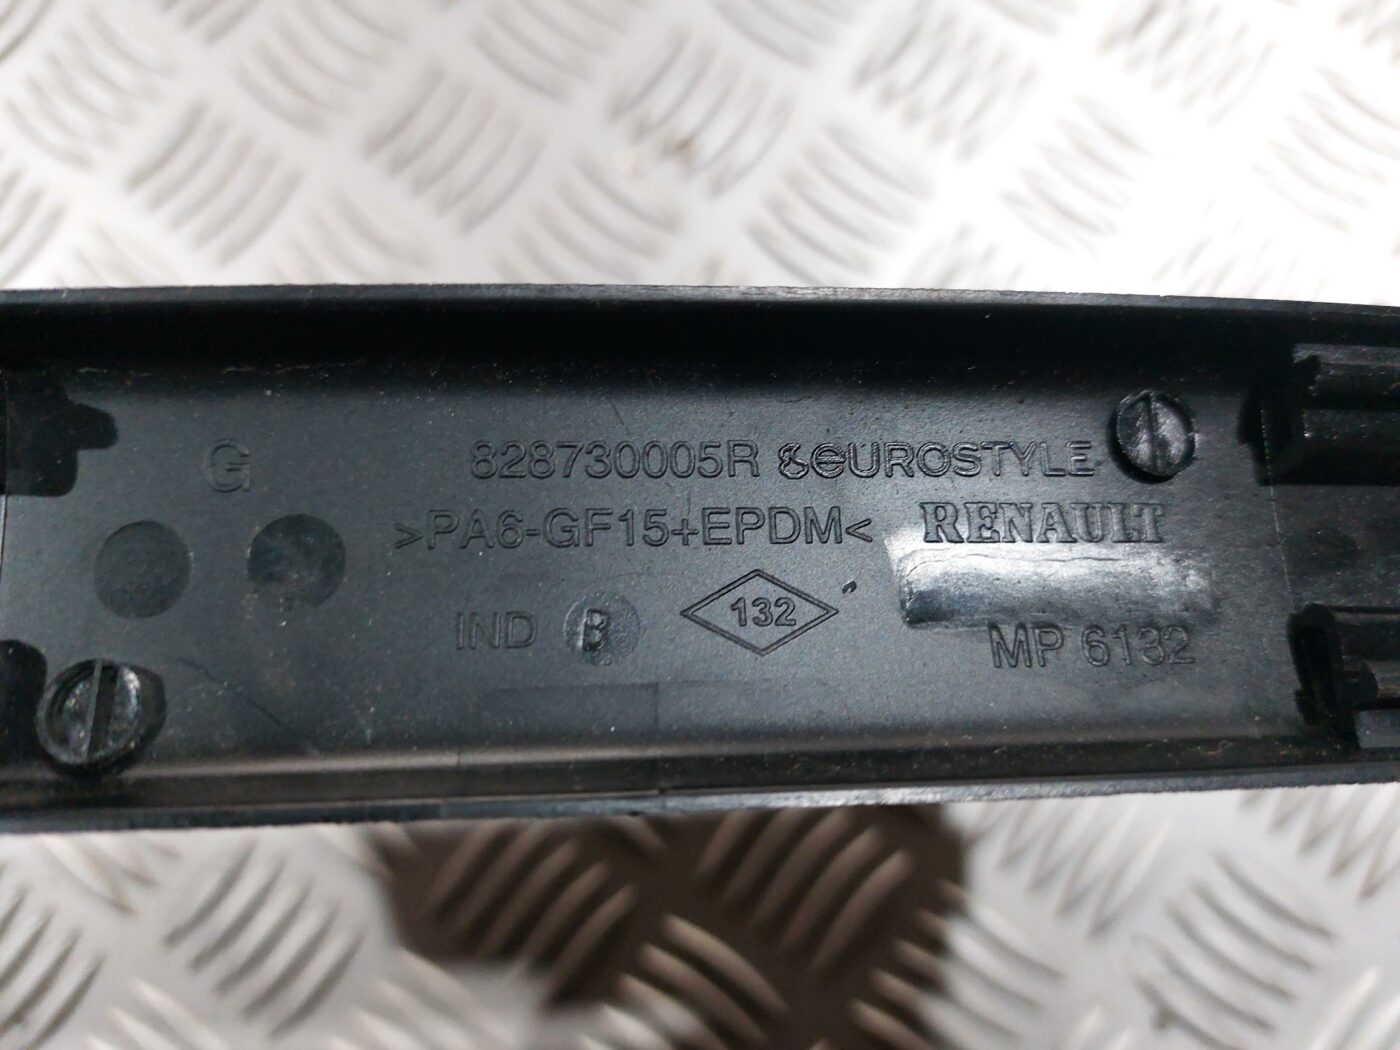 G
828730005R eUROSTYLE
>PA6-GF15+EPDM< RENAULT
IND B 132
MP 6132